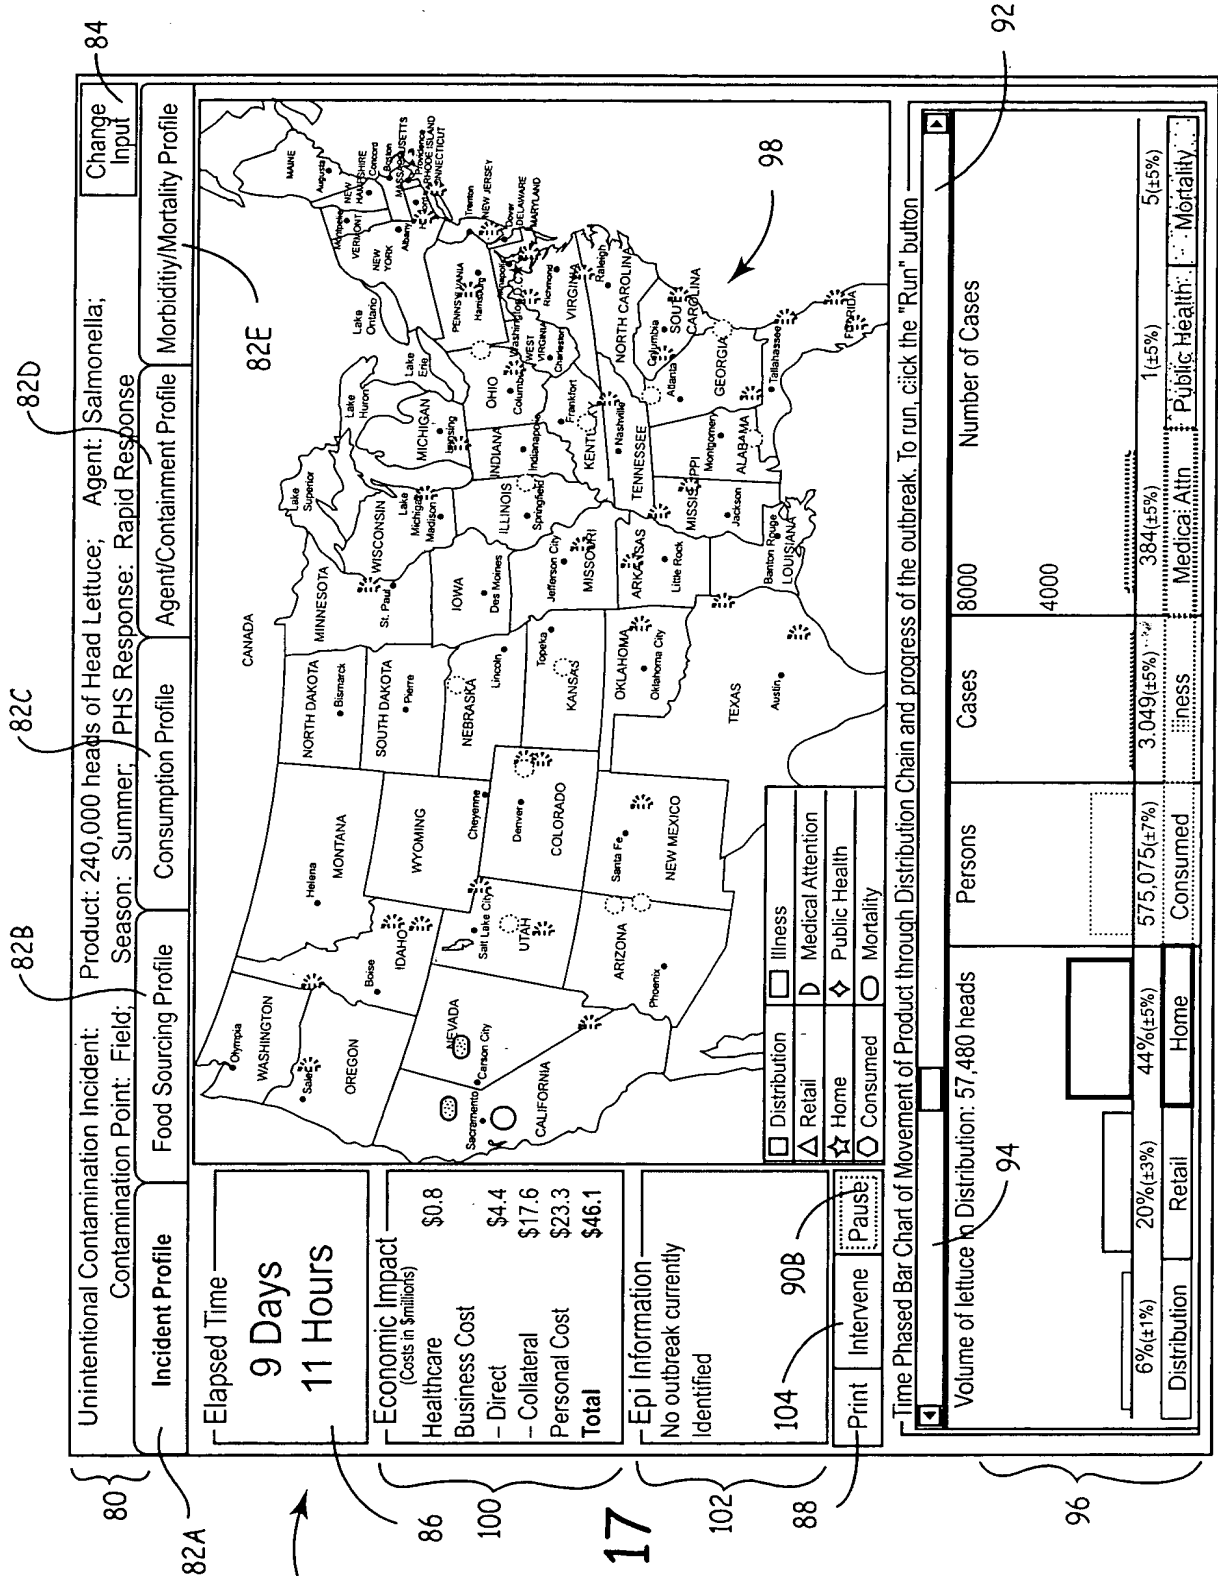 80
Unintentional Contamination Incident: Product: 240,000 heads of Head Lettuce; Agent: Salmonella;
Contamination Point: Field; Season: Summer; PHS Response: Rapid Response
Change Input
84
82A
82B
82C
82D
82E
Incident Profile
Food Sourcing Profile
Consumption Profile
Agent/Containment Profile
Morbiditiy/Mortality Profile
Elapsed Time
9 Days
11 Hours
86
Economic Impact
(Costs in $millions)
Healthcare $0.8
Business Cost
– Direct $4.4
– Collateral $17.6
Personal Cost $23.3
Total $46.1
100
17
Epi Information
No outbreak currently
Identified
102
104
90B
88
Print
Intervene
Pause
CANADA
Olympia
WASHINGTON
OREGON
Boise
IDAHO
Helena
MONTANA
NORTH DAKOTA
Bismarck
SOUTH DAKOTA
Pierre
MINNESOTA
St. Paul
WISCONSIN
Madison
Lake Superior
Lake Michigan
Lake Huron
Lake Erie
Lake Ontario
MICHIGAN
Lansing
WYOMING
Cheyenne
NEBRASKA
Lincoln
IOWA
Des Moines
ILLINOIS
Springfield
INDIANA
Indianapolis
OHIO
PENNSYLVANIA
Harrisburg
NEW YORK
Albany
VERMONT
NEW HAMPSHIRE
Concord
MAINE
Augusta
Boston
MASSACHUSETTS
Providence
RHODE ISLAND
Trenton
NEW JERSEY
Dover
DELAWARE
MARYLAND
WEST VIRGINIA
Charleston
Richmond
VIRGINIA
Raleigh
NORTH CAROLINA
Columbia
SOUTH CAROLINA
Frankfort
Nashville
TENNESSEE
Atlanta
GEORGIA
Tallahassee
FLORIDA
Montgomery
ALABAMA
Jackson
Banton Rouge
LOUISIANA
Little Rock
ARKANSAS
Jefferson City
MISSOURI
Topeka
KANSAS
OKLAHOMA
Oklahoma City
TEXAS
Austin
Denver
COLORADO
Santa Fe
NEW MEXICO
ARIZONA
Phoenix
Salt Lake City
UTAH
NEVADA
Carson City
Sacramento
CALIFORNIA
98
Distribution
Illness
Retail
Medical Attention
Home
Public Health
Consumed
Mortality
Time Phased Bar Chart of Movement of Product through Distribution Chain and progress of the outbreak. To run, click the "Run" button
92
94
96
Volume of lettuce in Distribution: 57,480 heads
Persons
Cases
Number of Cases
8000
4000
6%(±1%) 20%(±3%) 44%(±5%) 575,075(±7%) 3.049(±5%) 384(±5%) 1(±5%) 5(±5%)
Distribution Retail Home Consumed Illness Medical Attn Public Health Mortality